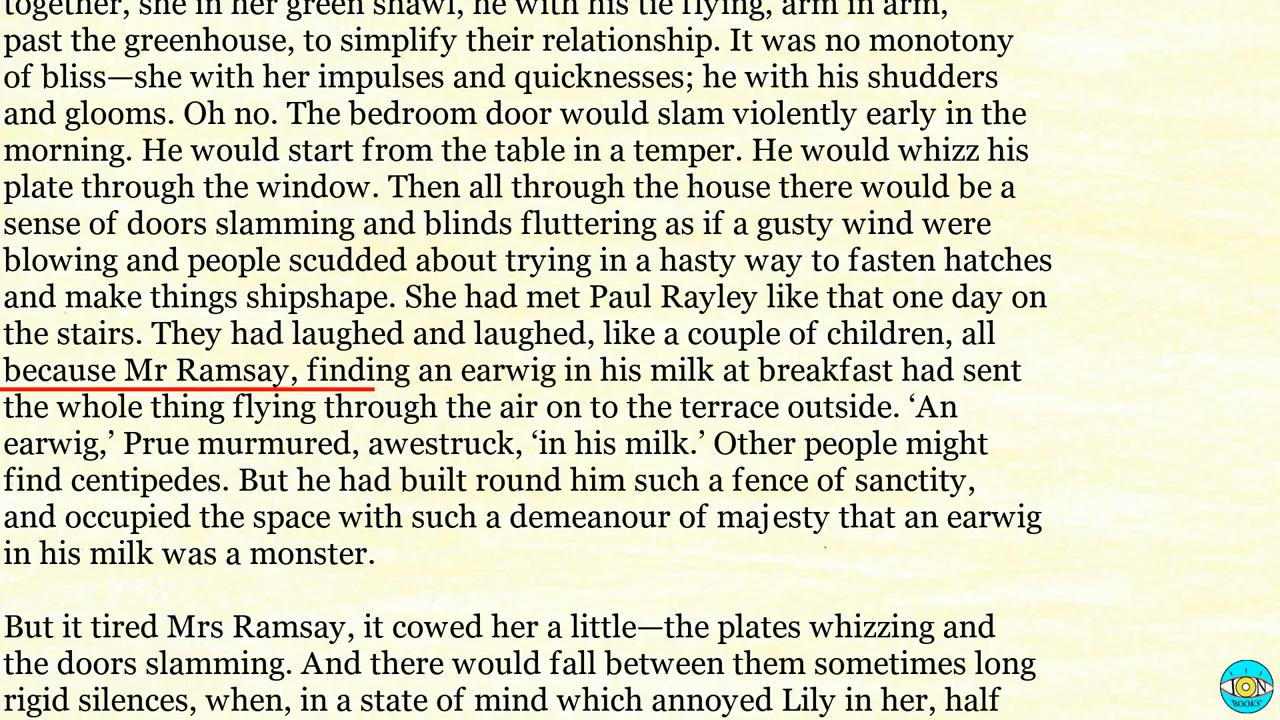 together, she in her green shawl, he with his tie flying, arm in arm,
past the greenhouse, to simplify their relationship. It was no monotony
of bliss—she with her impulses and quicknesses; he with his shudders
and glooms. Oh no. The bedroom door would slam violently early in the
morning. He would start from the table in a temper. He would whizz his
plate through the window. Then all through the house there would be a
sense of doors slamming and blinds fluttering as if a gusty wind were
blowing and people scudded about trying in a hasty way to fasten hatches
and make things shipshape. She had met Paul Rayley like that one day on
the stairs. They had laughed and laughed, like a couple of children, all
because Mr Ramsay, finding an earwig in his milk at breakfast had sent
the whole thing flying through the air on to the terrace outside. ‘An
earwig,’ Prue murmured, awestruck, ‘in his milk.’ Other people might
find centipedes. But he had built round him such a fence of sanctity,
and occupied the space with such a demeanour of majesty that an earwig
in his milk was a monster.
But it tired Mrs Ramsay, it cowed her a little—the plates whizzing and
the doors slamming. And there would fall between them sometimes long
rigid silences, when, in a state of mind which annoyed Lily in her, half
ION
BOOKS